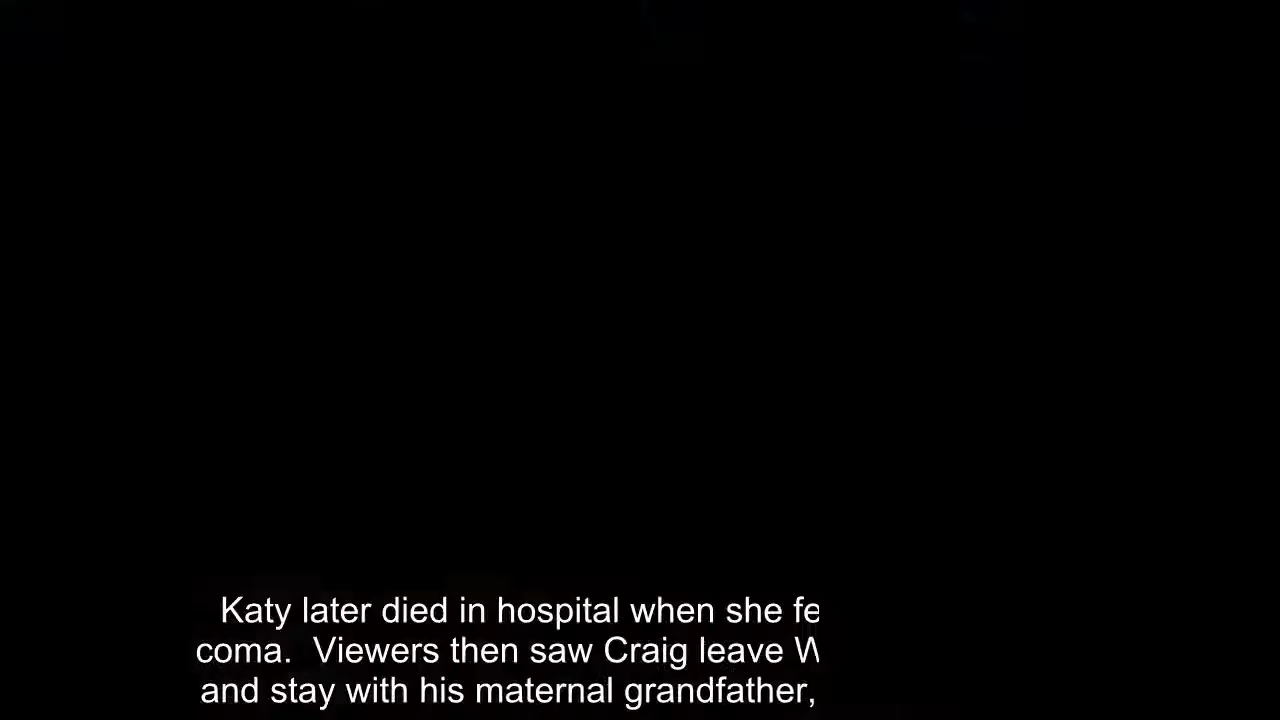 Katy later died in hospital when she fe
coma. Viewers then saw Craig leave
and stay with his maternal grandfather,